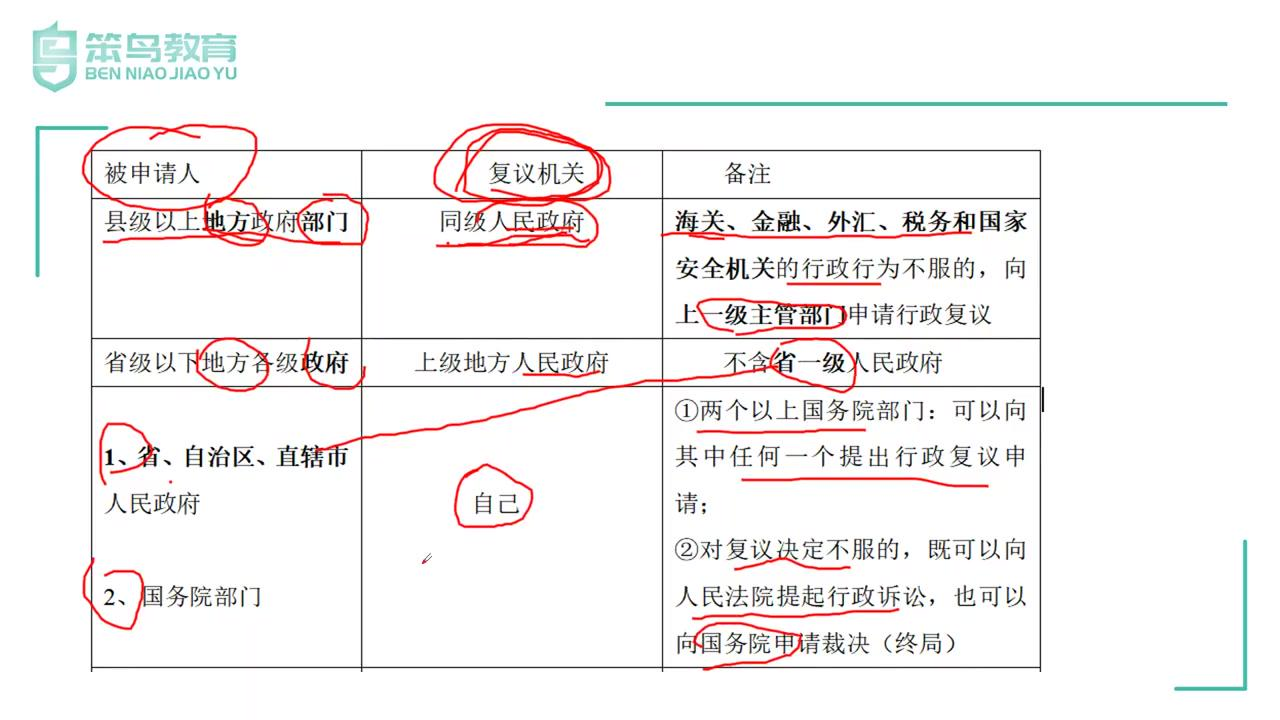 笨鸟教育
BEN NIAO JIAO YU
被申请人
复议机关
备注
县级以上地方政府部门
同级人民政府
海关、金融、外汇、税务和国家
安全机关的行政行为不服的，向
上一级主管部门申请行政复议
省级以下地方各级政府
上级地方人民政府
不含省一级人民政府
1、省、自治区、直辖市
人民政府
2、国务院部门
自己
①两个以上国务院部门：可以向
其中任何一个提出行政复议申
请；
②对复议决定不服的，既可以向
人民法院提起行政诉讼，也可以
向国务院申请裁决（终局）